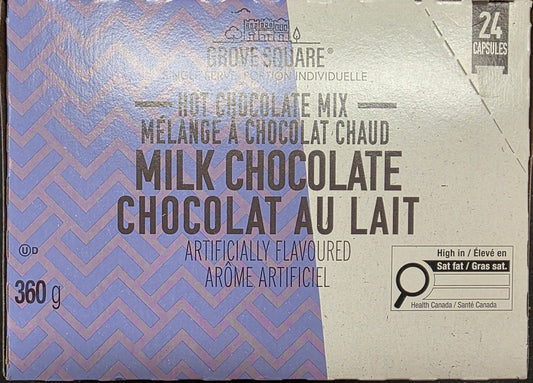 24
CAPSULES
GROVE SQUARE®
SINGLE SERVE PORTION INDIVIDUELLE
HOT CHOCOLATE MIX
MÉLANGE À CHOCOLAT CHAUD
MILK CHOCOLATE
CHOCOLAT AU LAIT
ARTIFICIALLY FLAVOURED
ARÔME ARTIFICIEL
High in / Élevé en
Sat fat / Gras sat.
Health Canada / Santé Canada
U D
360 g